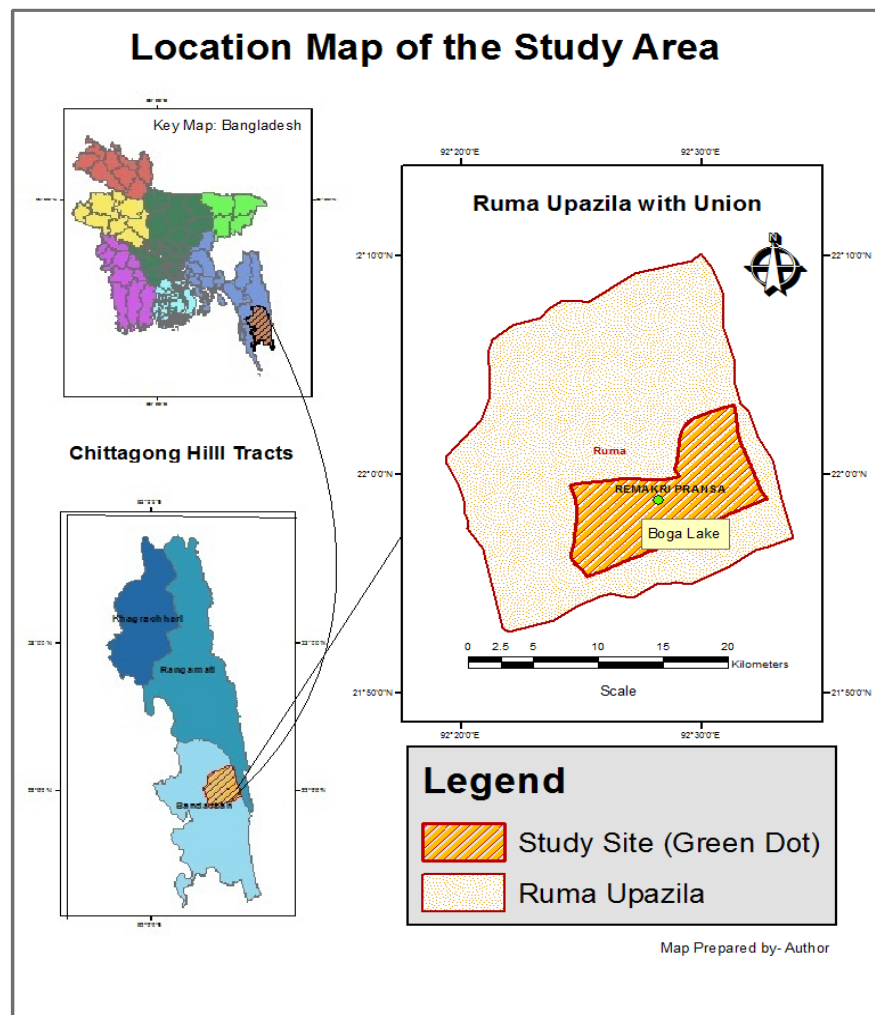 Location Map of the Study Area
Key Map: Bangladesh
Chittagong Hilll Tracts
Khagrachhari
Rangamati
Bandarban
92°20'0"E 92°30'0"E
Ruma Upazila with Union
N
2°10'0"N 22°10'0"N
Ruma
22°0'0"N 22°0'0"N
REMAKRI PRANSA
Boga Lake
0 2.5 5 10 15 20
Kilometers
Scale
21°50'0"N 21°50'0"N
92°20'0"E 92°30'0"E
Legend
Study Site (Green Dot)
Ruma Upazila
Map Prepared by- Author